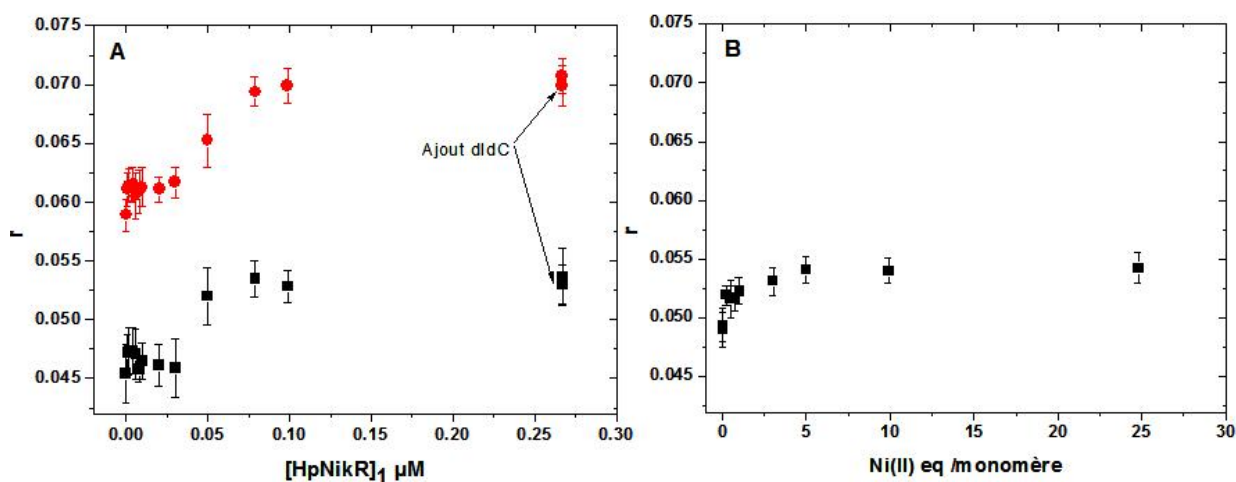 A
0.075
0.070
0.065
0.060
0.055
0.050
0.045
r
Ajout dIdC
0.00 0.05 0.10 0.15 0.20 0.25 0.30
[HpNikR]1 µM
B
0.075
0.070
0.065
0.060
0.055
0.050
0.045
r
0 5 10 15 20 25 30
Ni(II) eq /monomère